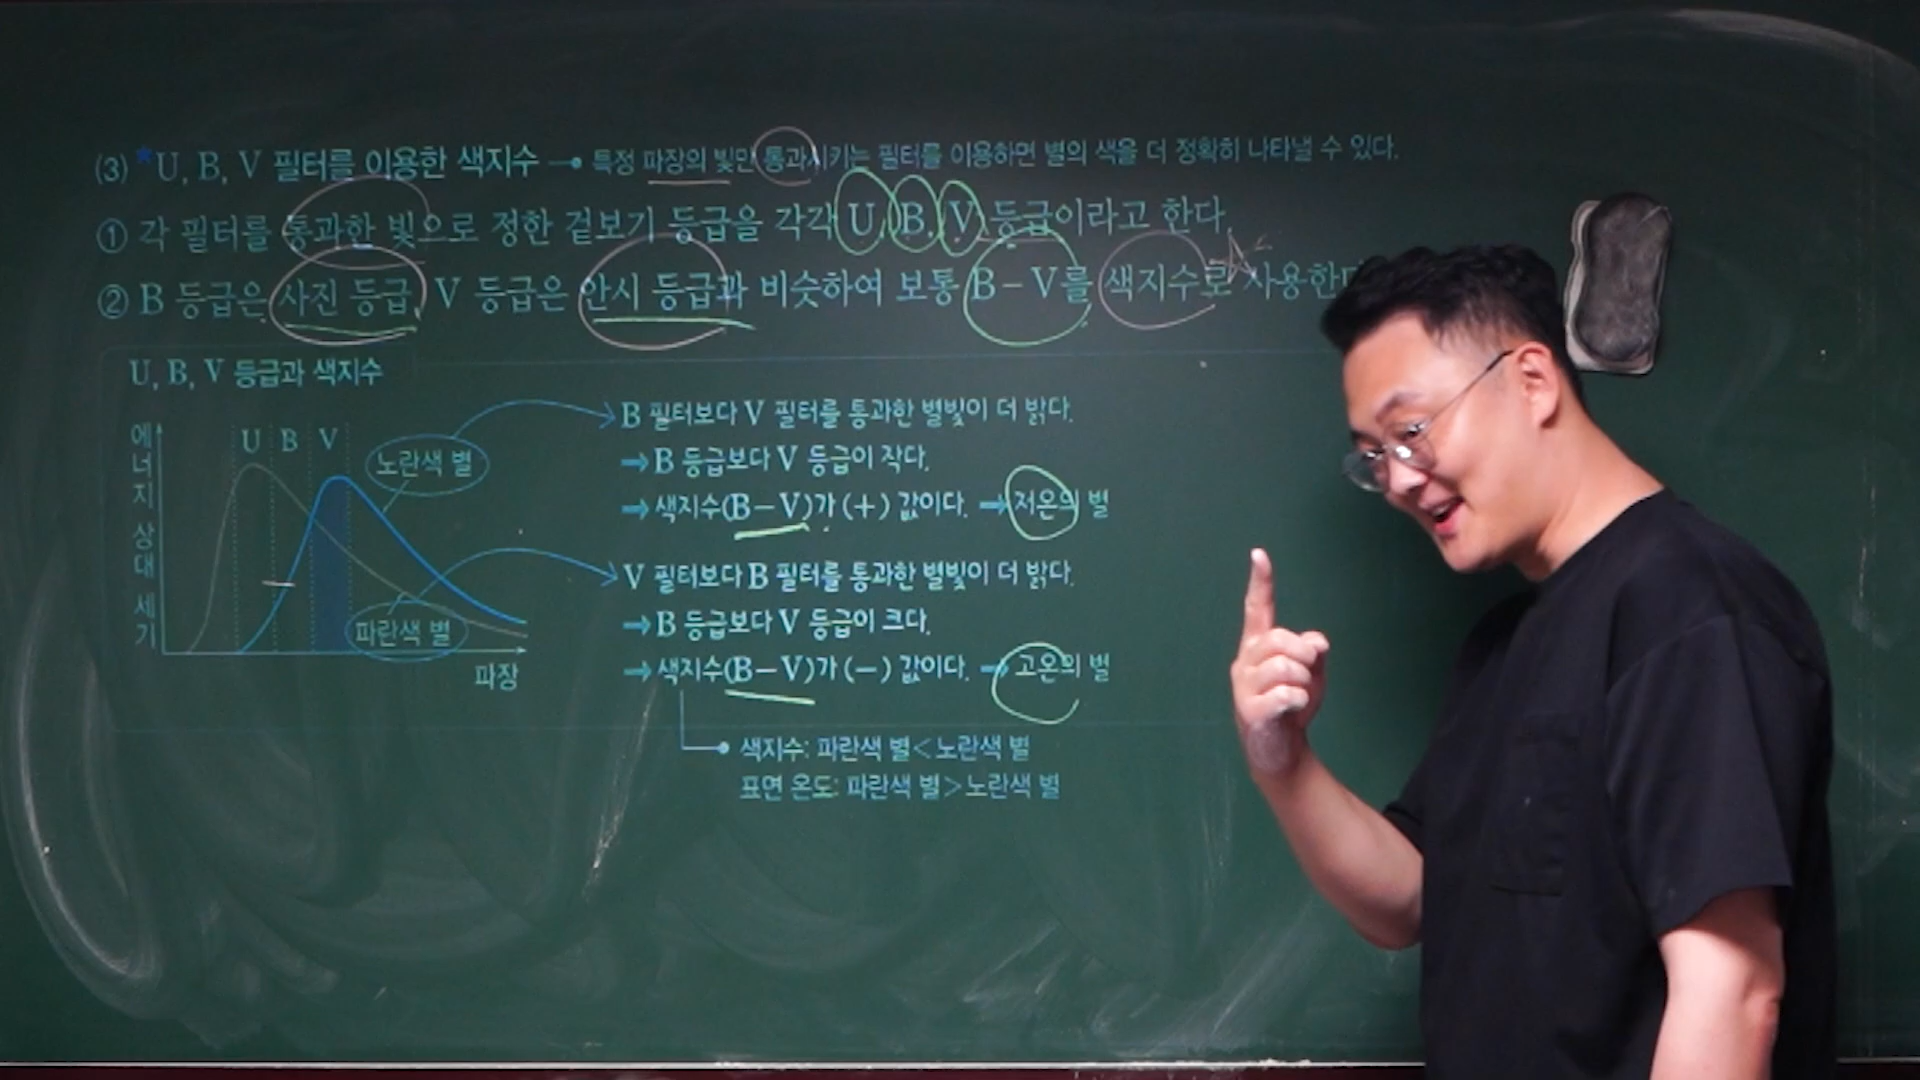 (3) *U, B, V 필터를 이용한 색지수 → 특정 파장의 빛만 통과시키는 필터를 이용하면 별의 색을 더 정확히 나타낼 수 있다.
① 각 필터를 통과한 빛으로 정한 겉보기 등급을 각각 U, B, V 등급이라고 한다.
② B 등급은 사진 등급, V 등급은 안시 등급과 비슷하여 보통 B-V를 색지수로 사용한
U, B, V 등급과 색지수
에너지 상대 세기
U B V
노란색 별
파란색 별
파장
B 필터보다 V 필터를 통과한 별빛이 더 밝다.
➡ B 등급보다 V 등급이 작다.
➡ 색지수(B-V)가 (+) 값이다. ➡ 저온의 별
V 필터보다 B 필터를 통과한 별빛이 더 밝다.
➡ B 등급보다 V 등급이 크다.
➡ 색지수(B-V)가 (-) 값이다. ➡ 고온의 별
색지수: 파란색 별<노란색 별
표면 온도: 파란색 별>노란색 별